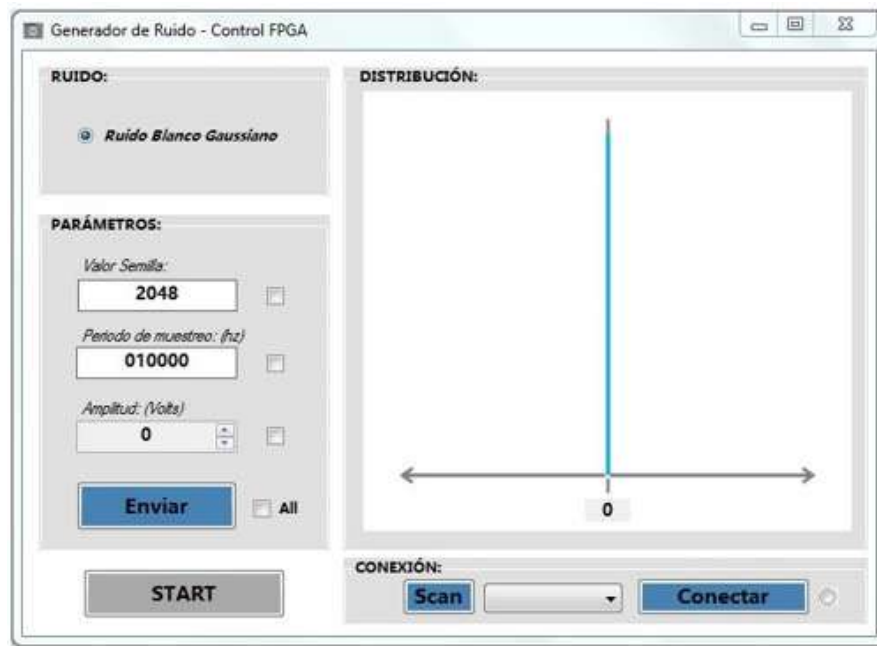 Generador de Ruido - Control FPGA
RUIDO:
Ruido Blanco Gaussiano
PARÁMETROS:
Valor Semilla:
2048
Periodo de muestreo: (hz)
010000
Amplitud: (Volts)
0
Enviar
All
START
DISTRIBUCIÓN:
0
CONEXIÓN:
Scan
Conectar